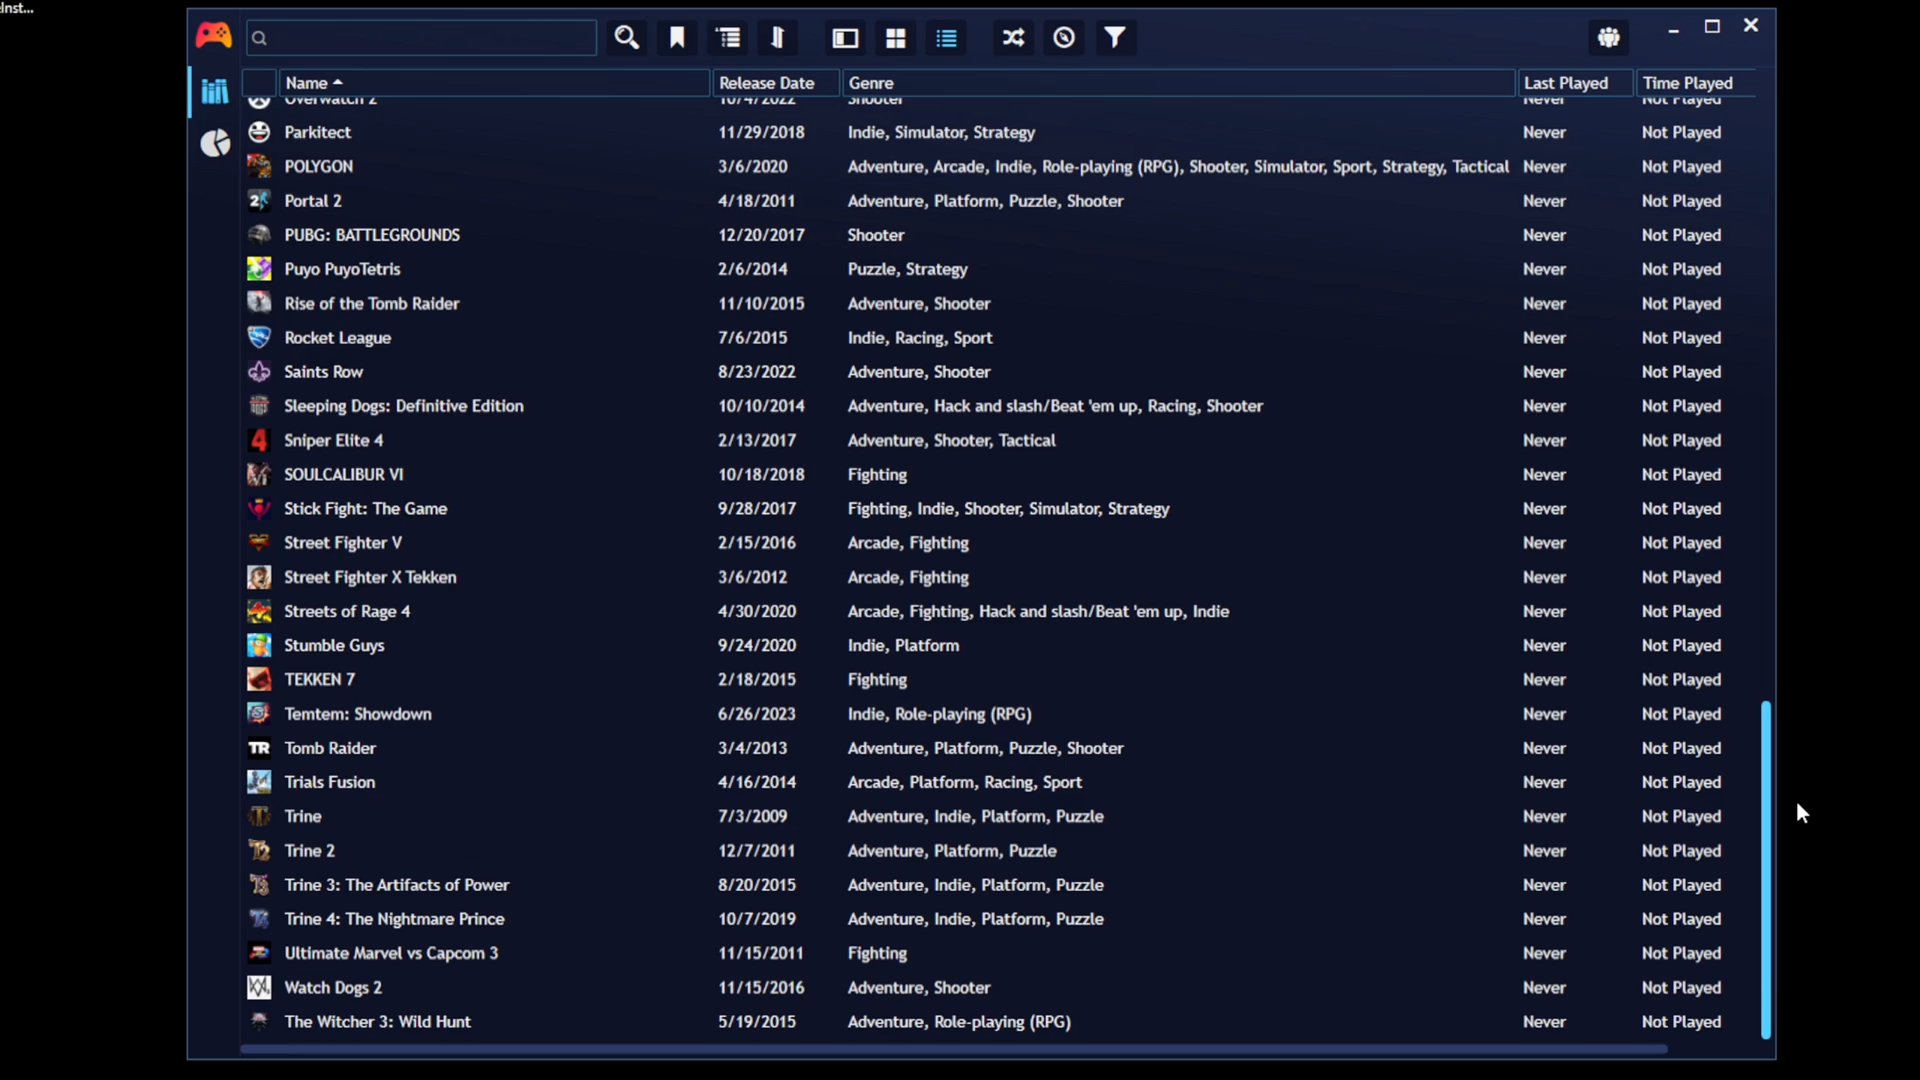 Inst...
Name Release Date Genre Last Played Time Played
Overwatch 2 10/4/2022 Shooter Never Not Played
Parkitect 11/29/2018 Indie, Simulator, Strategy Never Not Played
POLYGON 3/6/2020 Adventure, Arcade, Indie, Role-playing (RPG), Shooter, Simulator, Sport, Strategy, Tactical Never Not Played
Portal 2 4/18/2011 Adventure, Platform, Puzzle, Shooter Never Not Played
PUBG: BATTLEGROUNDS 12/20/2017 Shooter Never Not Played
Puyo PuyoTetris 2/6/2014 Puzzle, Strategy Never Not Played
Rise of the Tomb Raider 11/10/2015 Adventure, Shooter Never Not Played
Rocket League 7/6/2015 Indie, Racing, Sport Never Not Played
Saints Row 8/23/2022 Adventure, Shooter Never Not Played
Sleeping Dogs: Definitive Edition 10/10/2014 Adventure, Hack and slash/Beat 'em up, Racing, Shooter Never Not Played
Sniper Elite 4 2/13/2017 Adventure, Shooter, Tactical Never Not Played
SOULCALIBUR VI 10/18/2018 Fighting Never Not Played
Stick Fight: The Game 9/28/2017 Fighting, Indie, Shooter, Simulator, Strategy Never Not Played
Street Fighter V 2/15/2016 Arcade, Fighting Never Not Played
Street Fighter X Tekken 3/6/2012 Arcade, Fighting Never Not Played
Streets of Rage 4 4/30/2020 Arcade, Fighting, Hack and slash/Beat 'em up, Indie Never Not Played
Stumble Guys 9/24/2020 Indie, Platform Never Not Played
TEKKEN 7 2/18/2015 Fighting Never Not Played
Temtem: Showdown 6/26/2023 Indie, Role-playing (RPG) Never Not Played
TR Tomb Raider 3/4/2013 Adventure, Platform, Puzzle, Shooter Never Not Played
Trials Fusion 4/16/2014 Arcade, Platform, Racing, Sport Never Not Played
Trine 7/3/2009 Adventure, Indie, Platform, Puzzle Never Not Played
Trine 2 12/7/2011 Adventure, Platform, Puzzle Never Not Played
Trine 3: The Artifacts of Power 8/20/2015 Adventure, Indie, Platform, Puzzle Never Not Played
Trine 4: The Nightmare Prince 10/7/2019 Adventure, Indie, Platform, Puzzle Never Not Played
Ultimate Marvel vs Capcom 3 11/15/2011 Fighting Never Not Played
Watch Dogs 2 11/15/2016 Adventure, Shooter Never Not Played
The Witcher 3: Wild Hunt 5/19/2015 Adventure, Role-playing (RPG) Never Not Played